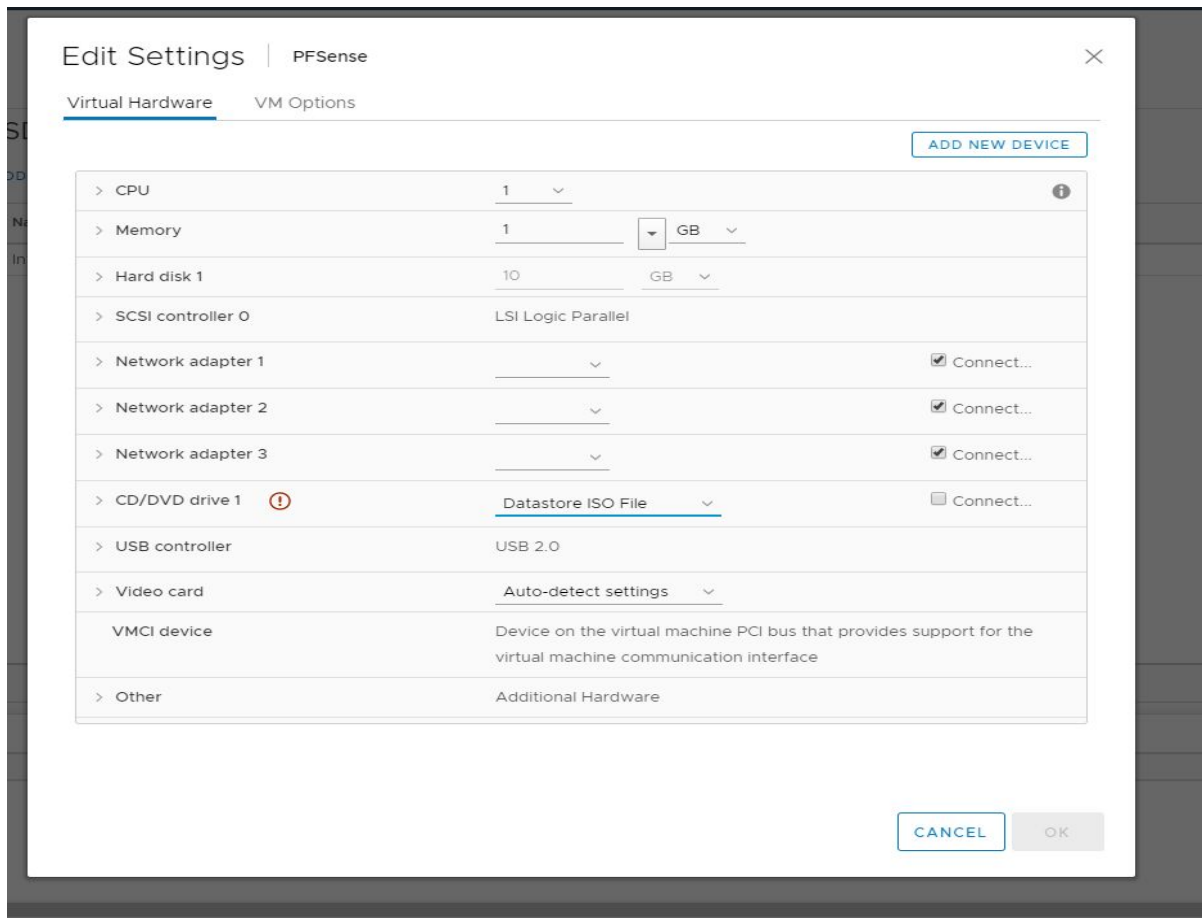 Edit Settings PFSense
Virtual Hardware VM Options
ADD NEW DEVICE
> CPU 1
> Memory 1 GB
> Hard disk 1 10 GB
> SCSI controller 0 LSI Logic Parallel
> Network adapter 1 Connect...
> Network adapter 2 Connect...
> Network adapter 3 Connect...
> CD/DVD drive 1 Datastore ISO File Connect...
> USB controller USB 2.0
> Video card Auto-detect settings
VMCI device Device on the virtual machine PCI bus that provides support for the
virtual machine communication interface
> Other Additional Hardware
CANCEL OK